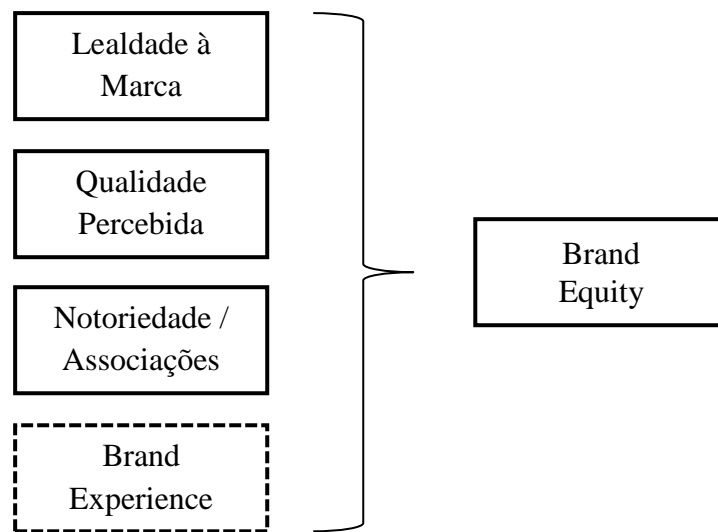 Lealdade à
Marca
Qualidade
Percebida
Notoriedade /
Associações
Brand
Experience
Brand
Equity